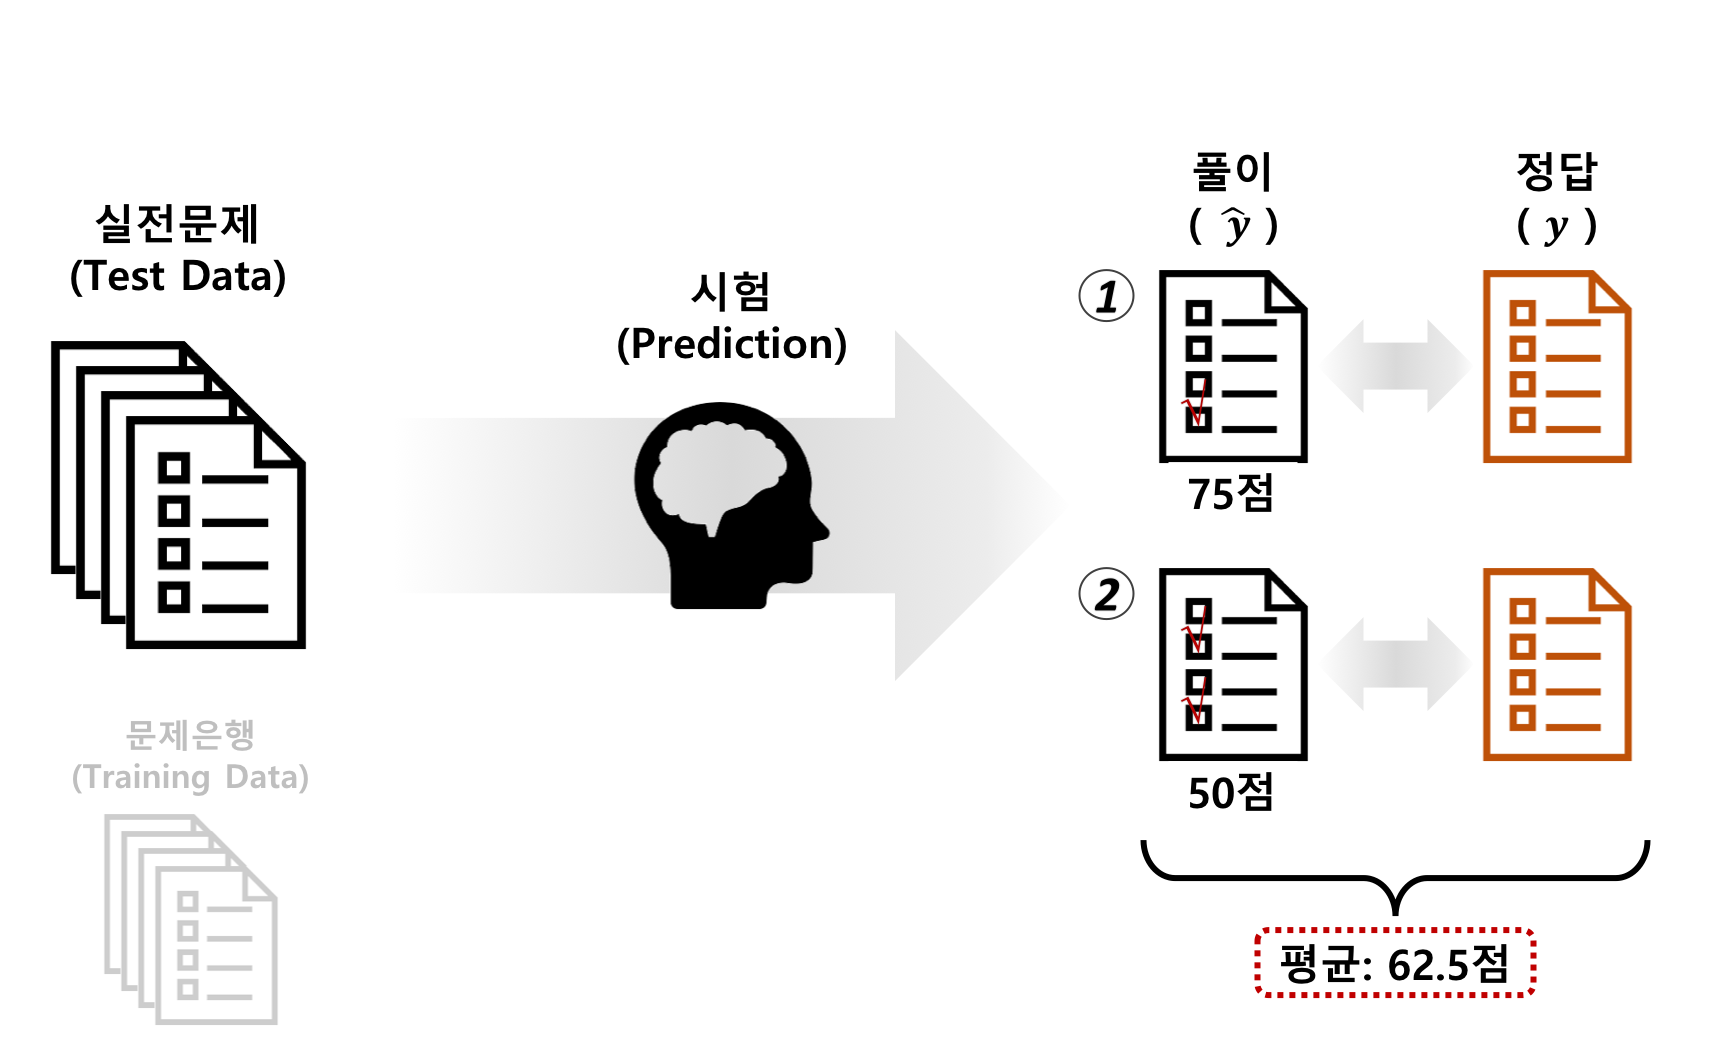 실전문제
(Test Data)
문제은행
(Training Data)
시험
(Prediction)
풀이
( ŷ )
정답
( y )
1
75점
2
50점
평균: 62.5점